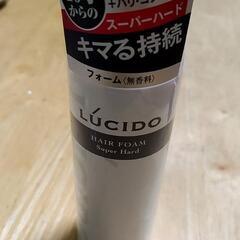 からの
+ハリ・コシ
スーパーハード
キマる持続
フォーム〈無香料〉
LÚCIDO
HAIR FOAM
Super Hard